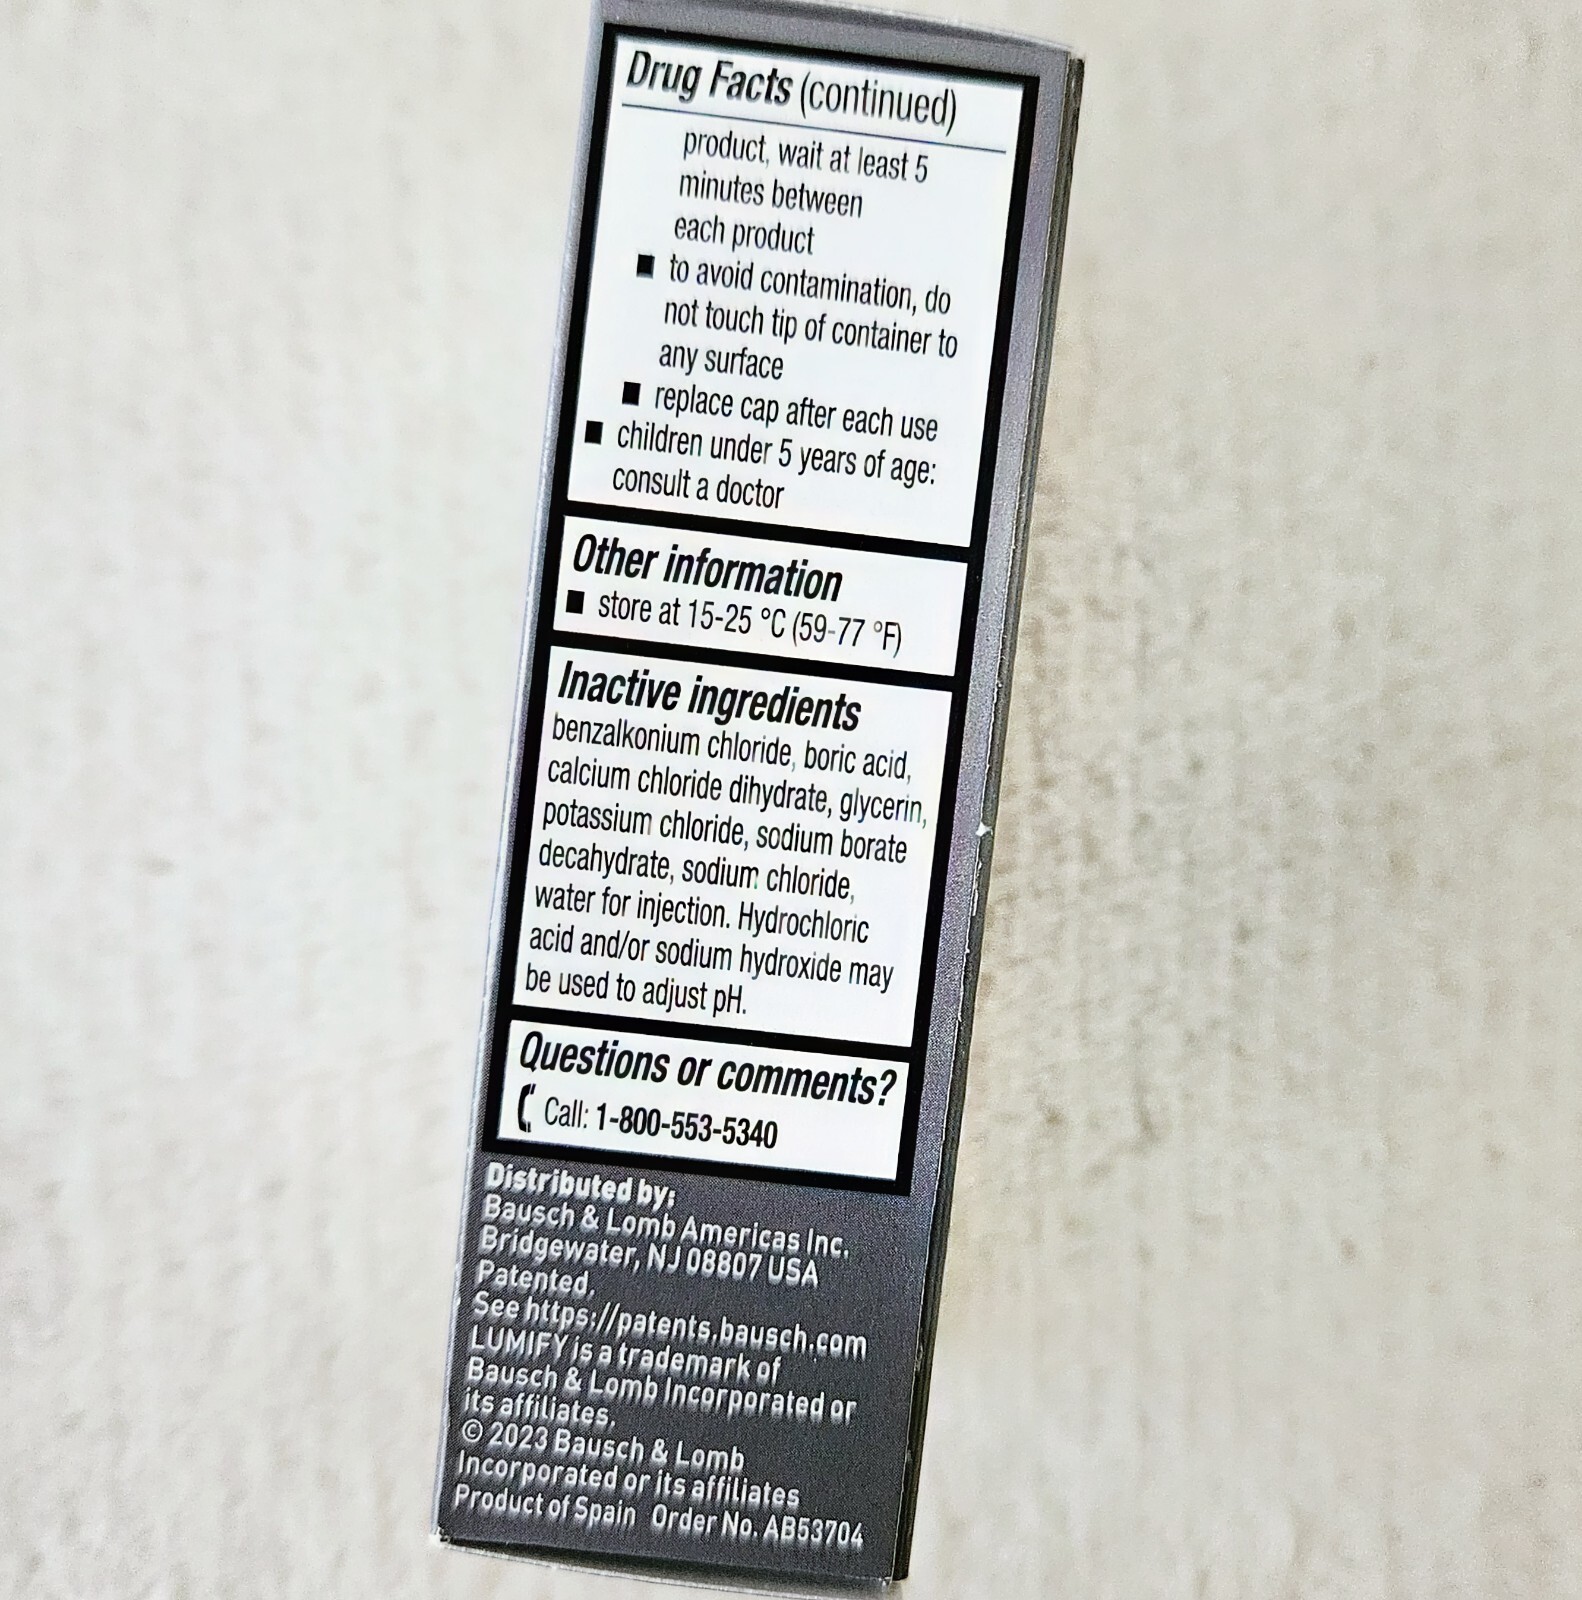 Drug Facts (continued)
product, wait at least 5
minutes between
each product
■ to avoid contamination, do
not touch tip of container to
any surface
■ replace cap after each use
■ children under 5 years of age:
consult a doctor
Other information
■ store at 15-25 °C (59-77 °F)
Inactive ingredients
benzalkonium chloride, boric acid,
calcium chloride dihydrate, glycerin,
potassium chloride, sodium borate
decahydrate, sodium chloride,
water for injection. Hydrochloric
acid and/or sodium hydroxide may
be used to adjust pH.
Questions or comments?
Call: 1-800-553-5340
Distributed by:
Bausch & Lomb Americas Inc.
Bridgewater, NJ 08807 USA
Patented.
See https://patents.bausch.com
LUMIFY is a trademark of
Bausch & Lomb Incorporated or
its affiliates.
© 2023 Bausch & Lomb
Incorporated or its affiliates
Product of Spain Order No. AB53704